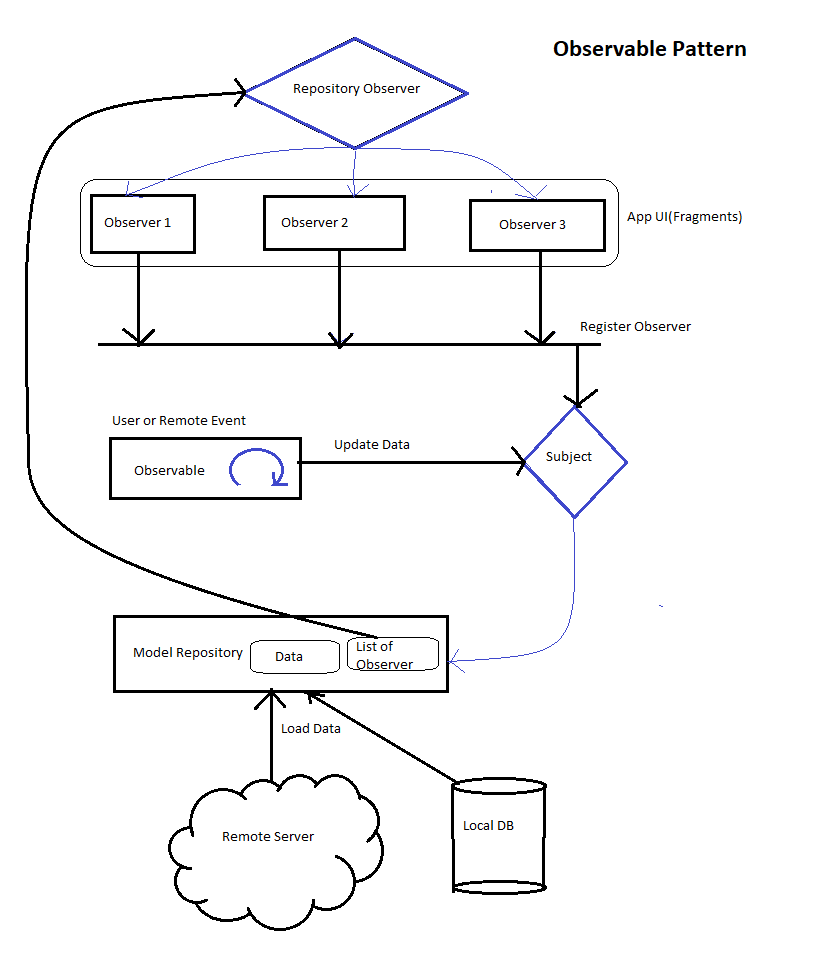 Observable Pattern
Repository Observer
Observer 1
Observer 2
Observer 3
App UI(Fragments)
Register Observer
User or Remote Event
Observable
Update Data
Subject
Model Repository
Data
List of
Observer
Load Data
Remote Server
Local DB